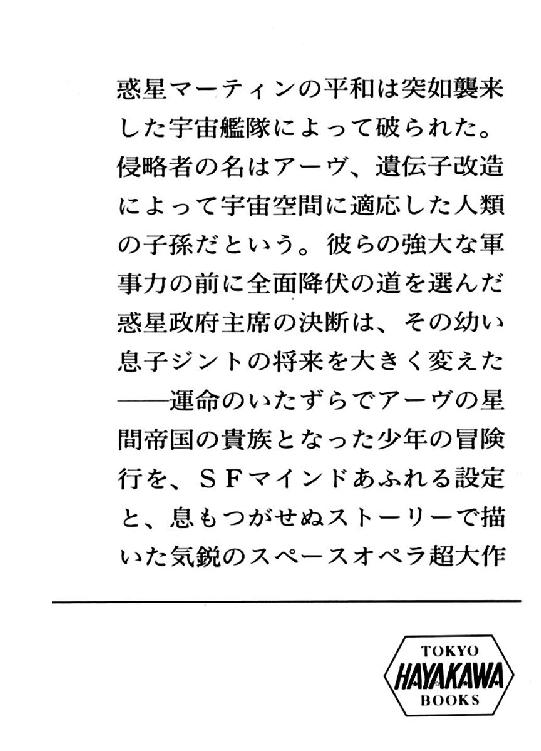 惑星マーティンの平和は突如襲来
した宇宙艦隊によって破られた。
侵略者の名はアーヴ、遺伝子改造
によって宇宙空間に適応した人類
の子孫だという。彼らの強大な軍
事力の前に全面降伏の道を選んだ
惑星政府主席の決断は、その幼い
息子ジントの将来を大きく変えた
――運命のいたずらでアーヴの星
間帝国の貴族となった少年の冒険
行を、ＳＦマインドあふれる設定
と、息もつがせぬストーリーで描
いた気鋭のスペースオペラ超大作
TOKYO
HAYAKAWA
BOOKS